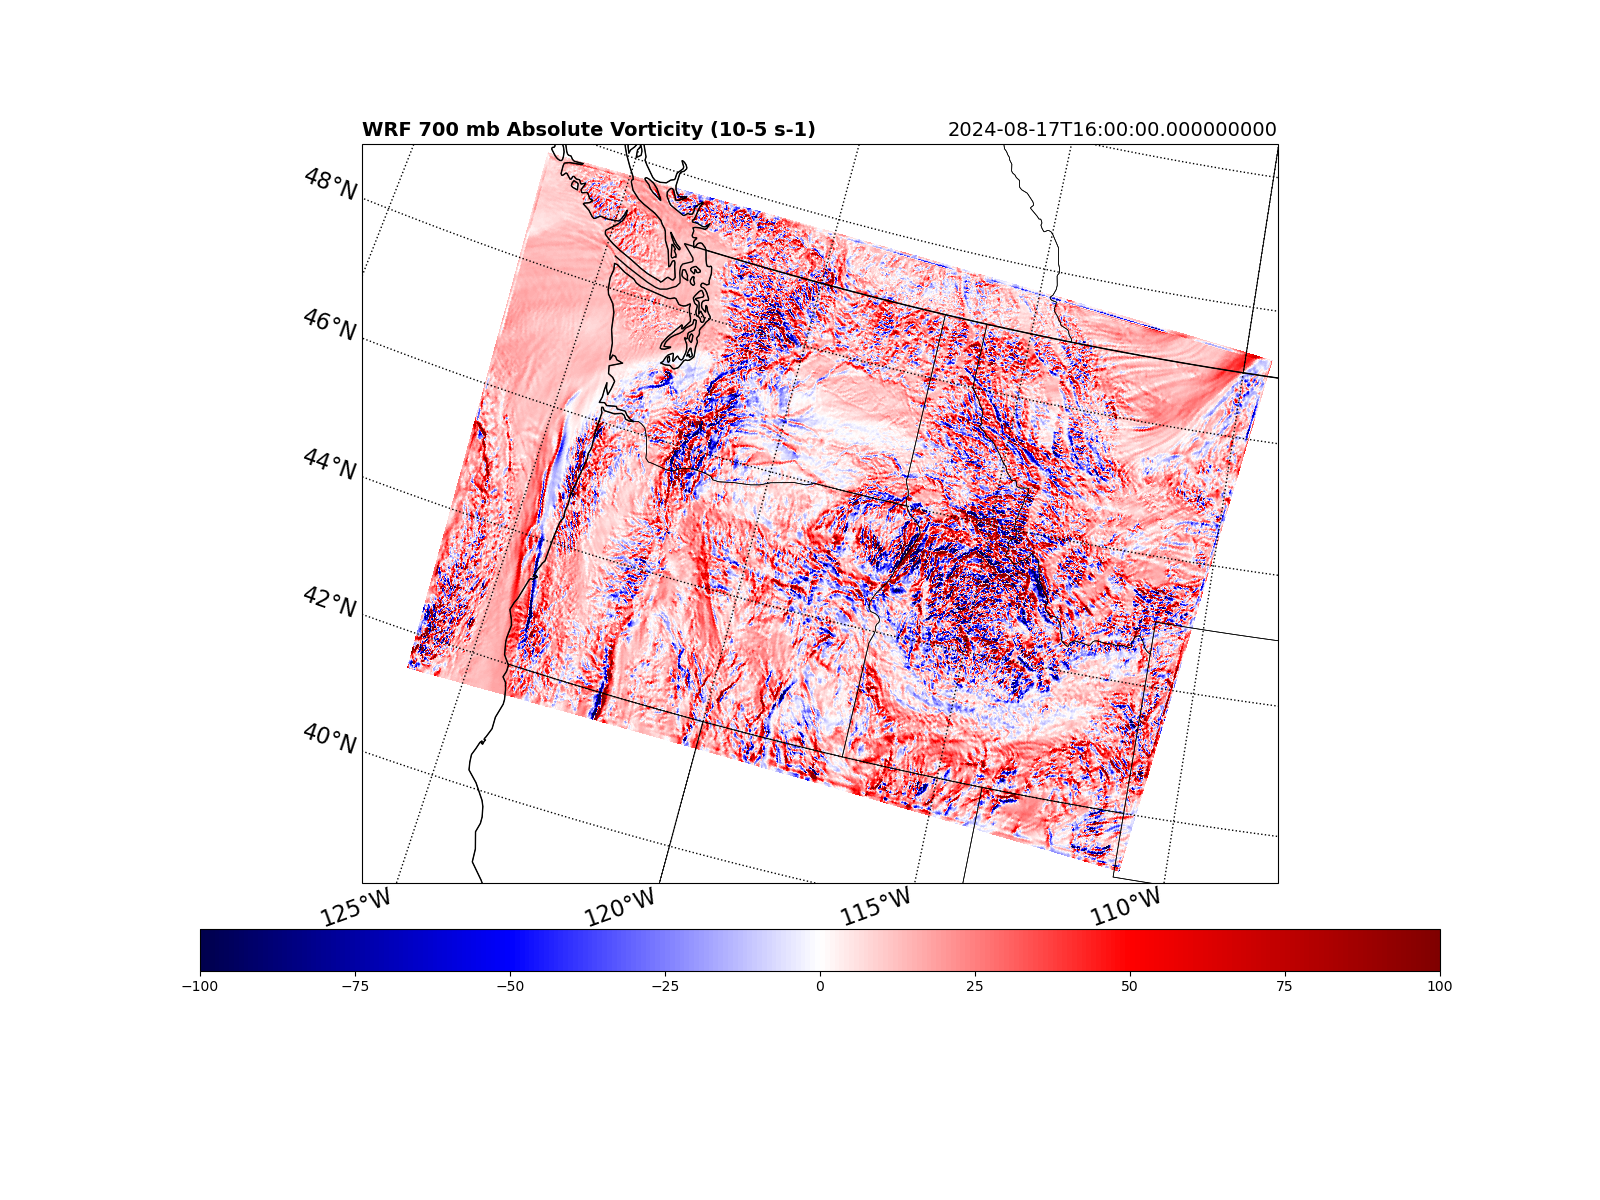 WRF 700 mb Absolute Vorticity (10-5 s-1)
2024-08-17T16:00:00.000000000
48°N
46°N
44°N
42°N
40°N
125°W
120°W
115°W
110°W
−100
−75
−50
−25
0
25
50
75
100